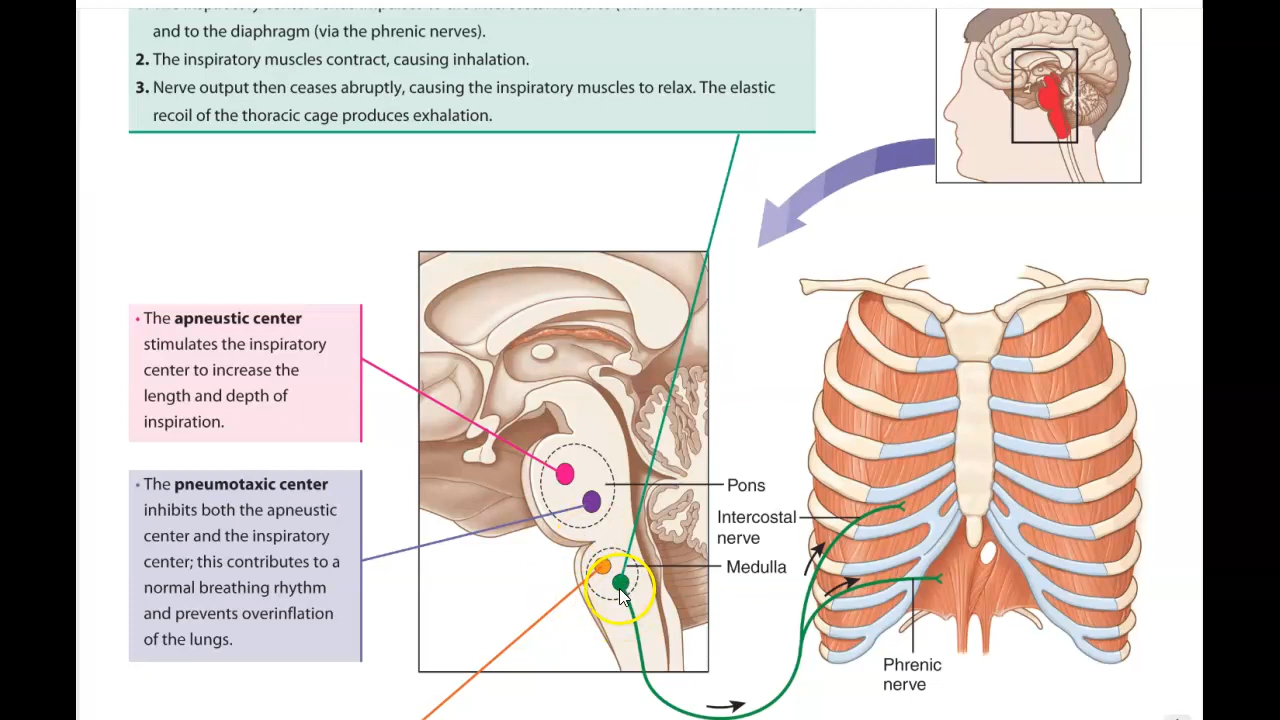 and to the diaphragm (via the phrenic nerves).
2. The inspiratory muscles contract, causing inhalation.
3. Nerve output then ceases abruptly, causing the inspiratory muscles to relax. The elastic
recoil of the thoracic cage produces exhalation.
• The apneustic center
stimulates the inspiratory
center to increase the
length and depth of
inspiration.
• The pneumotaxic center
inhibits both the apneustic
center and the inspiratory
center; this contributes to a
normal breathing rhythm
and prevents overinflation
of the lungs.
Pons
Intercostal
nerve
Medulla
Phrenic
nerve